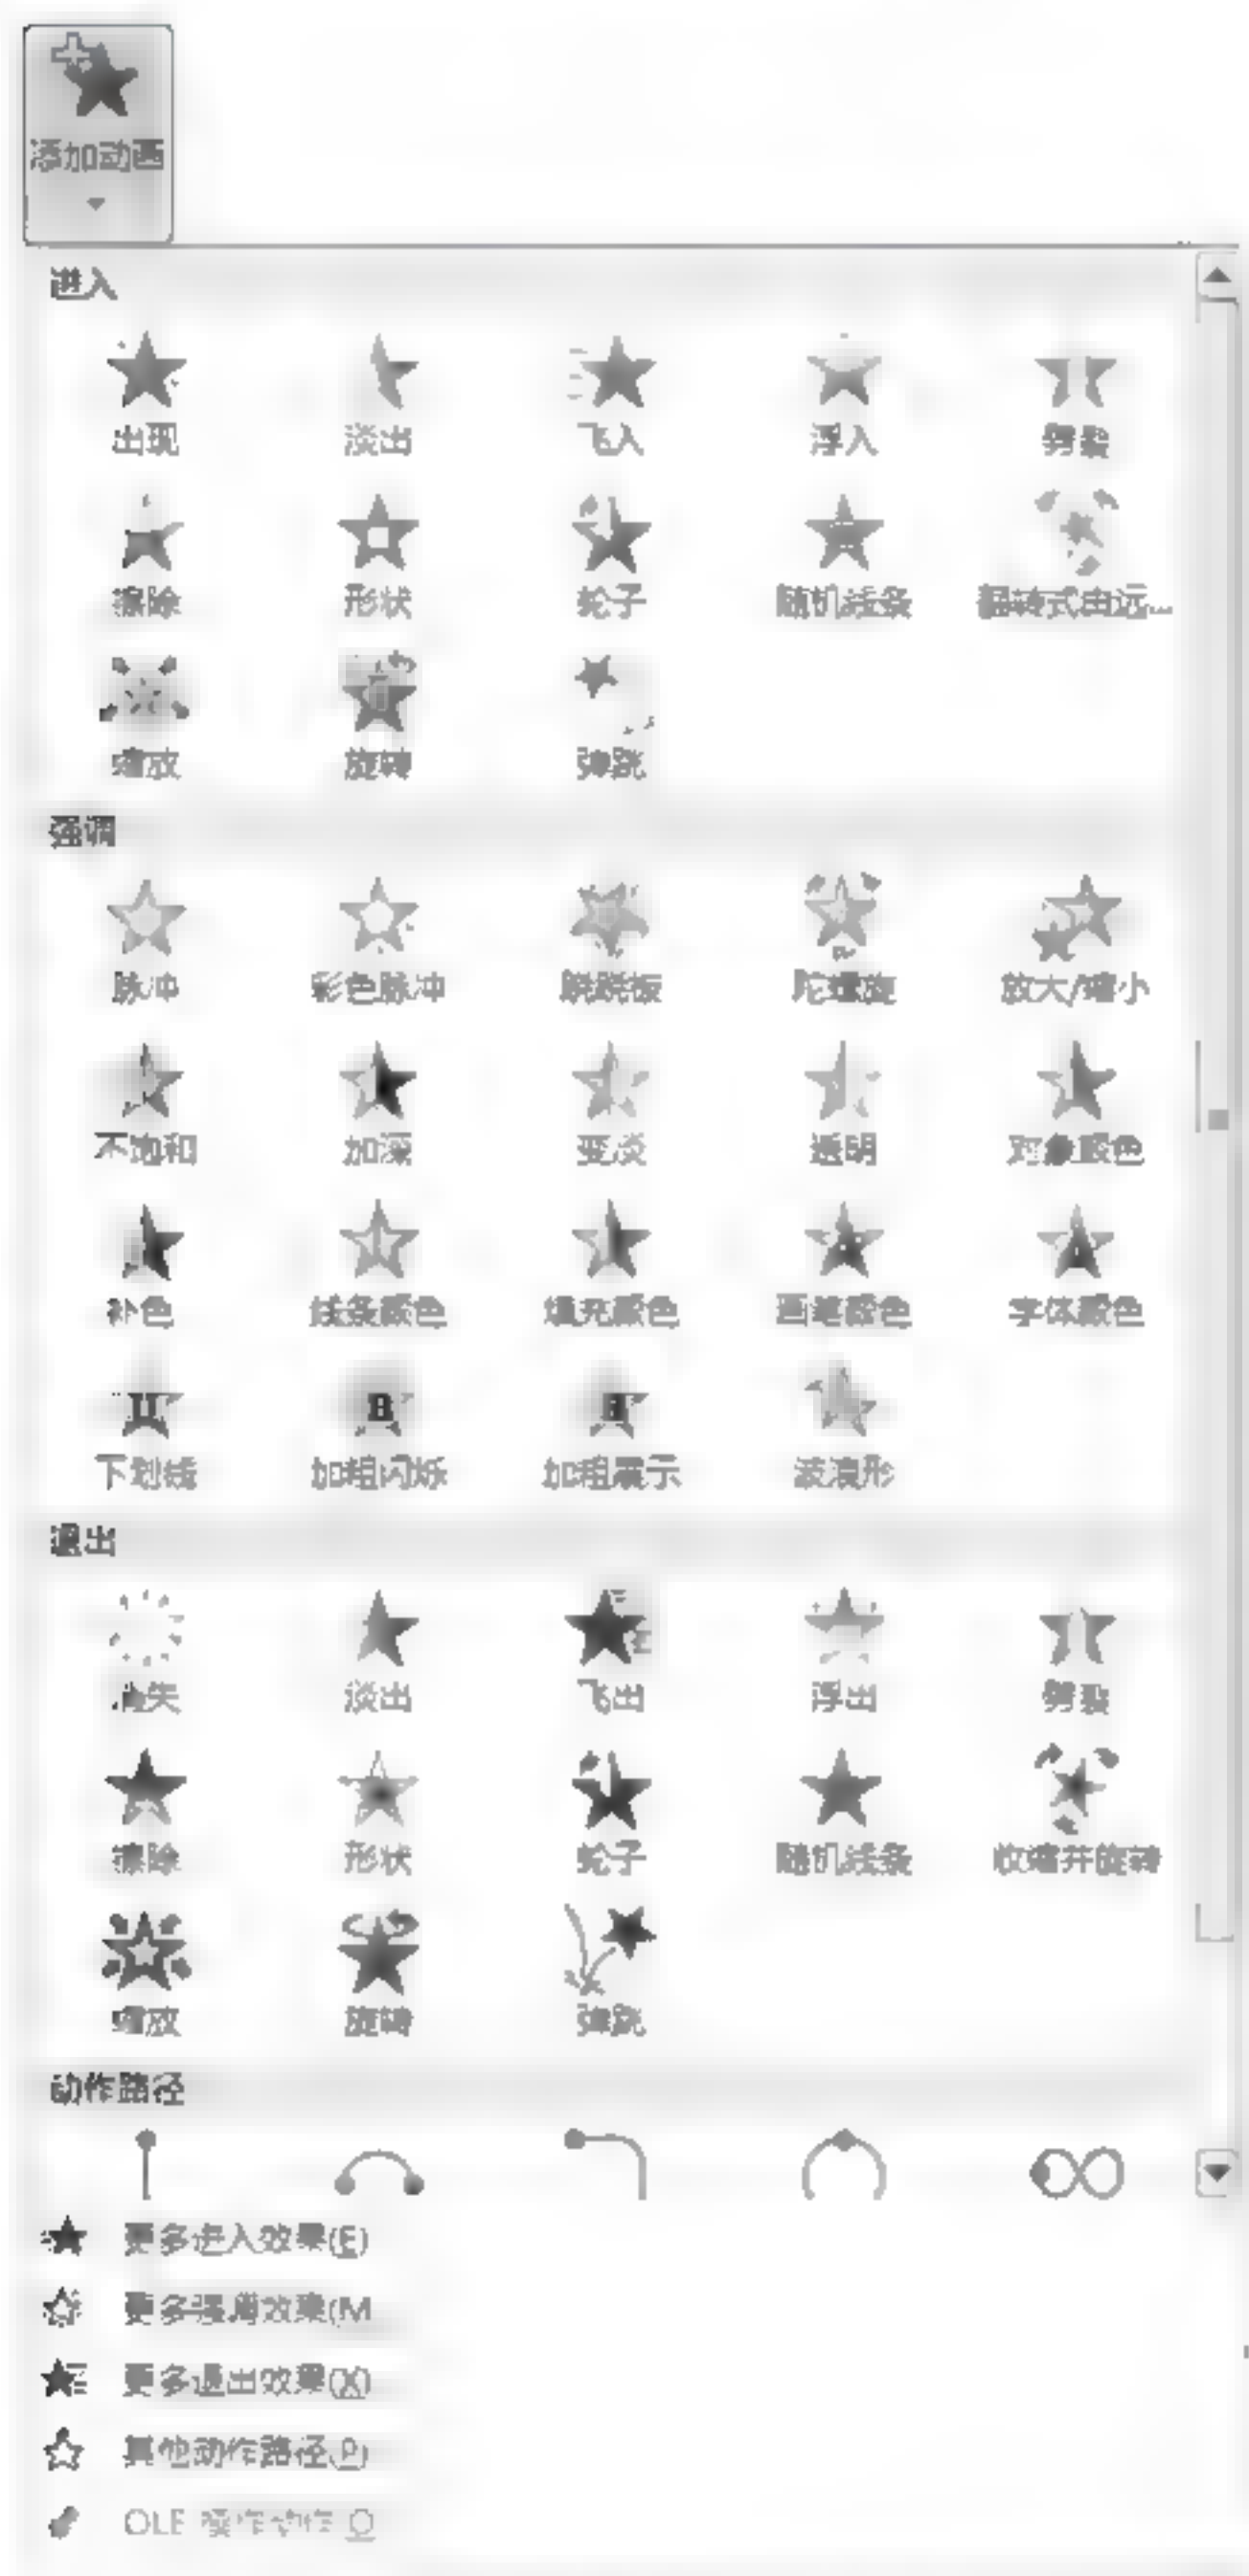 添加动画
进入
出现 淡出 飞入 浮入 劈裂
擦除 形状 轮子 随机线条 翻转式由远...
缩放 旋转 弹跳
强调
脉冲 彩色脉冲 跷跷板 陀螺旋 放大/缩小
不饱和 加深 变淡 透明 对象颜色
补色 线条颜色 填充颜色 画笔颜色 字体颜色
下划线 加粗闪烁 加粗展示 波浪形
退出
消失 淡出 飞出 浮出 劈裂
擦除 形状 轮子 随机线条 收缩并旋转
缩放 旋转 弹跳
动作路径
更多进入效果(E)
更多强调效果(M
更多退出效果(X)
其他动作路径(P)
OLE 操作动作 O